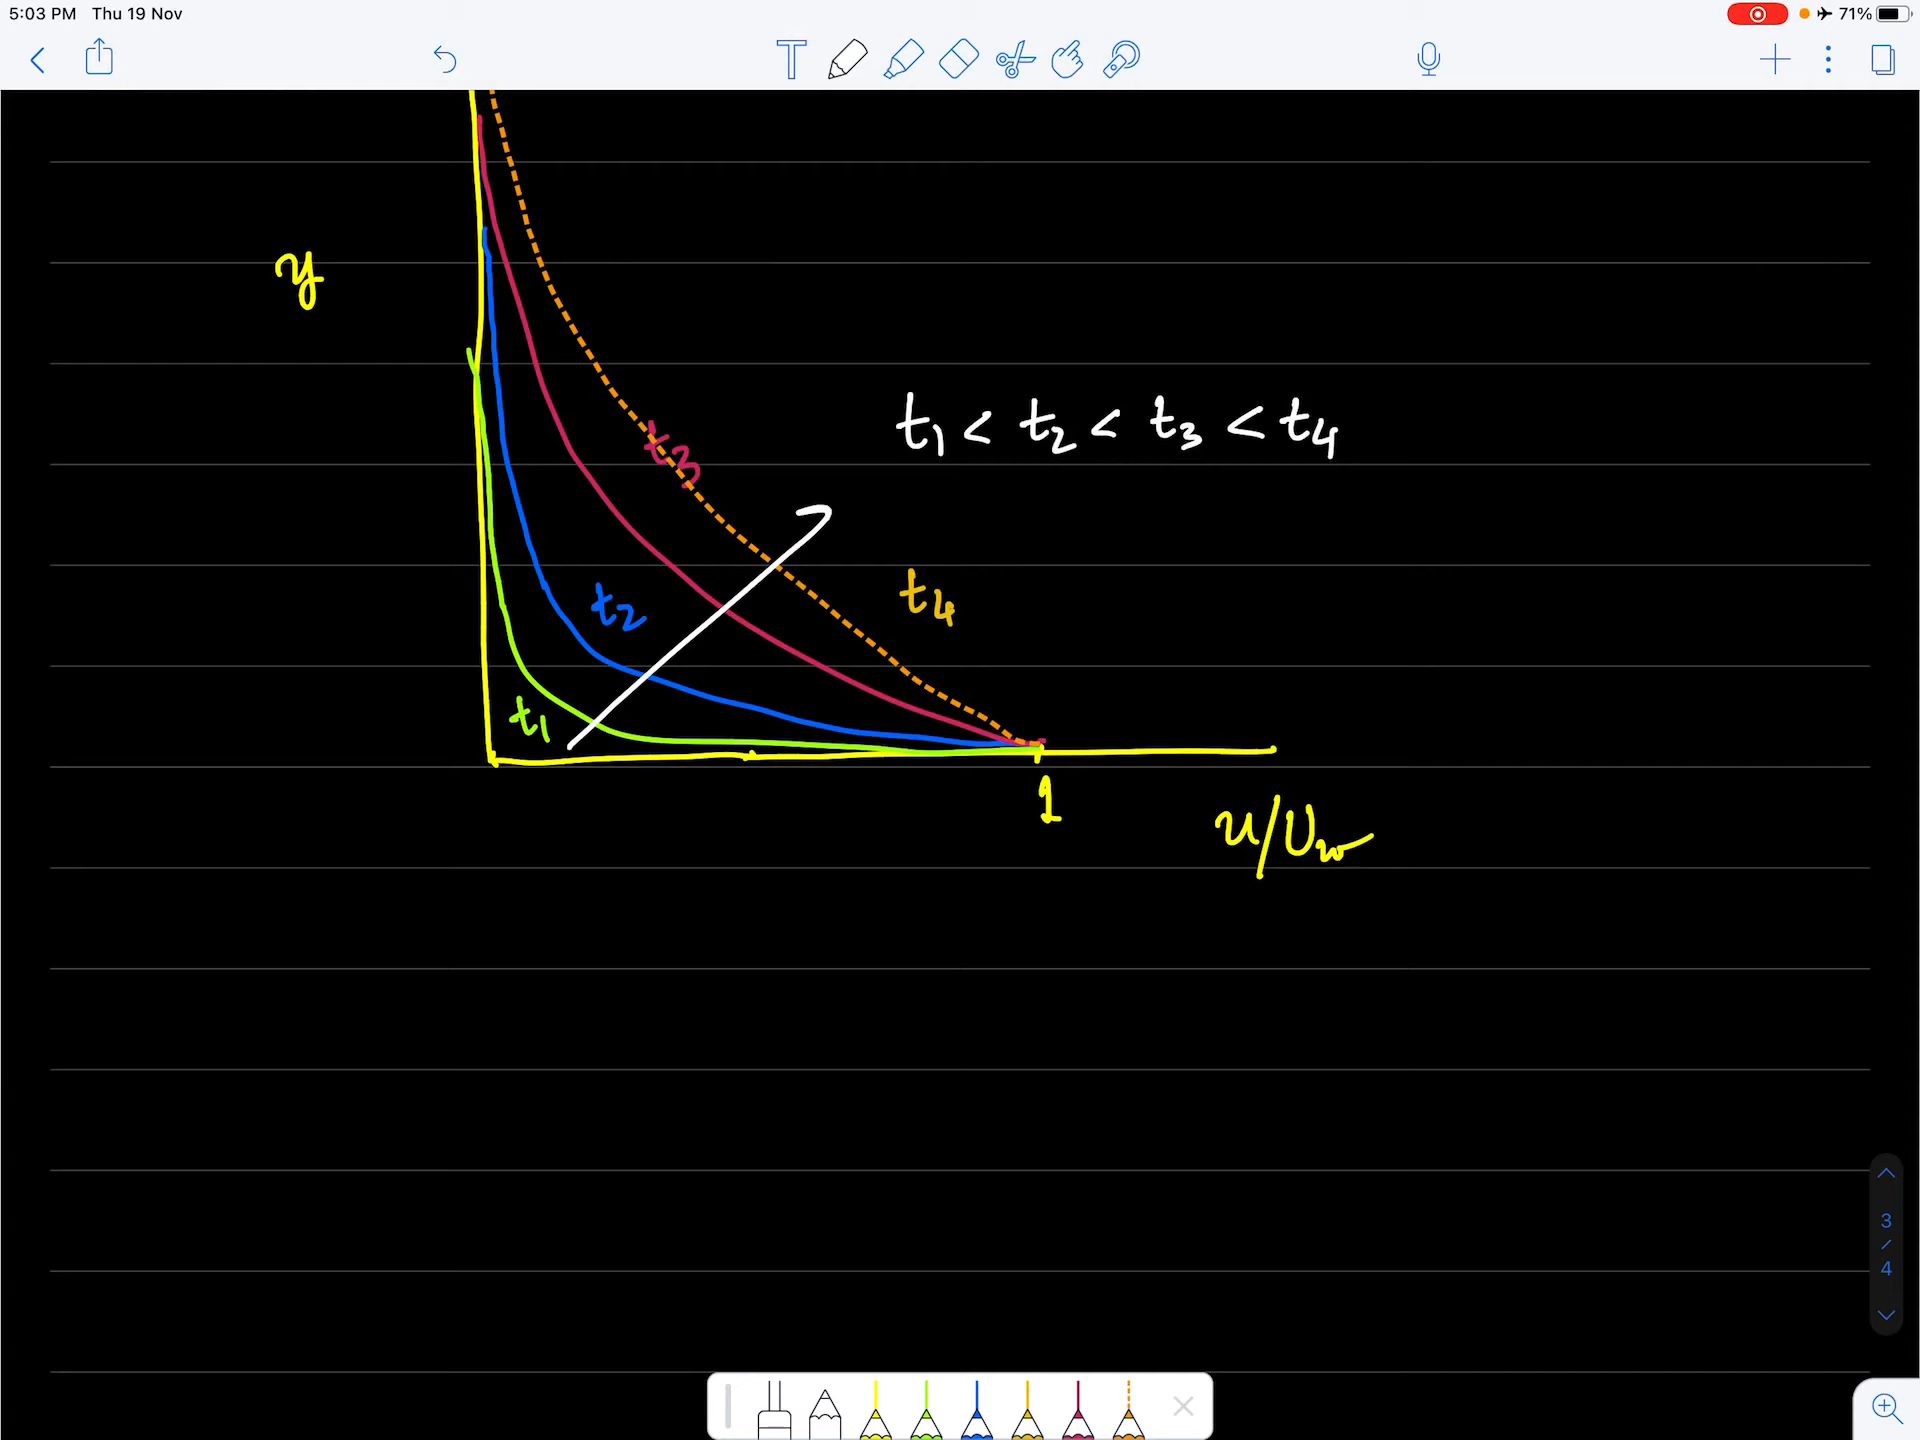 5:03 PM Thu 19 Nov
71%
T
y
t₁ < t₂ < t₃ < t₄
t₃
t₄
t₂
t₁
1
u/U_w
3
/
4